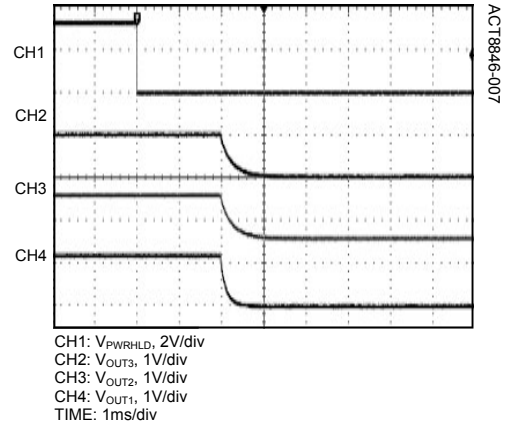 ACT8846-007
CH1
CH2
CH3
CH4
CH1: VPWRHLD, 2V/div
CH2: VOUT3, 1V/div
CH3: VOUT2, 1V/div
CH4: VOUT1, 1V/div
TIME: 1ms/div